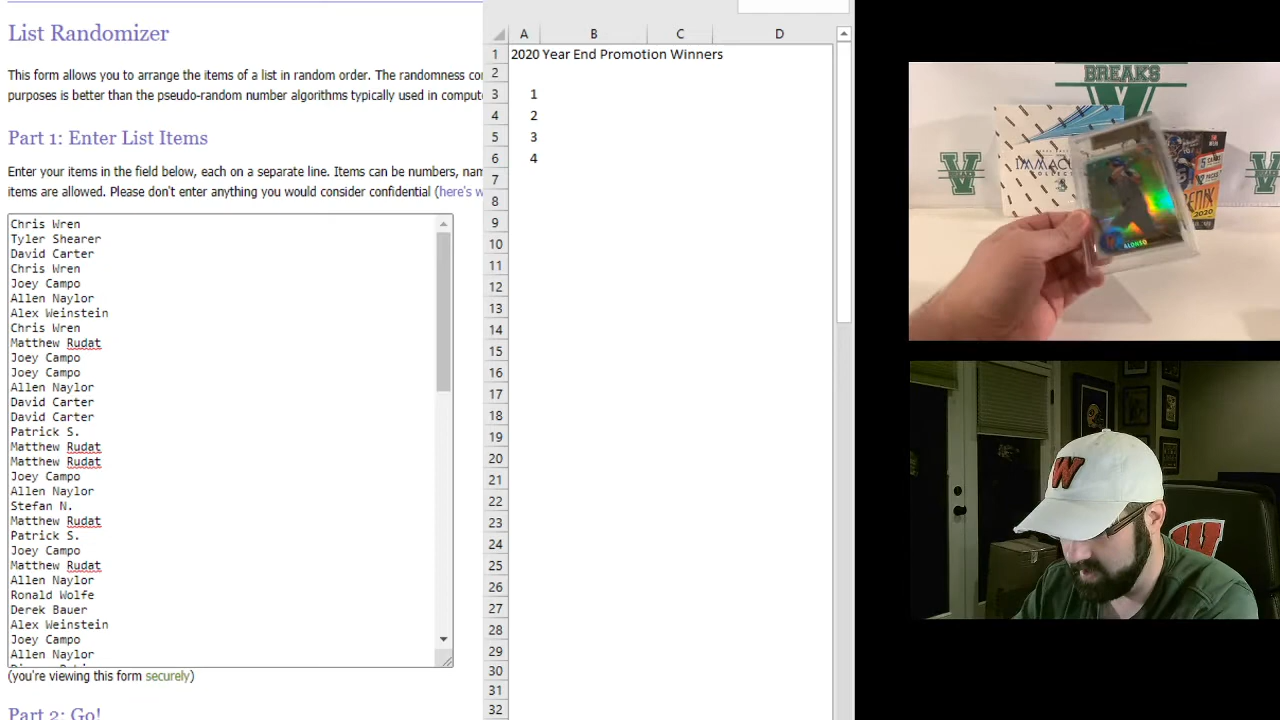 List Randomizer
This form allows you to arrange the items of a list in random order. The randomness co
purposes is better than the pseudo-random number algorithms typically used in compute
Part 1: Enter List Items
Enter your items in the field below, each on a separate line. Items can be numbers, nam
items are allowed. Please don't enter anything you would consider confidential (here's w
Chris Wren
Tyler Shearer
David Carter
Chris Wren
Joey Campo
Allen Naylor
Alex Weinstein
Chris Wren
Matthew Rudat
Joey Campo
Joey Campo
Allen Naylor
David Carter
David Carter
Patrick S.
Matthew Rudat
Matthew Rudat
Joey Campo
Allen Naylor
Stefan N.
Matthew Rudat
Patrick S.
Joey Campo
Matthew Rudat
Allen Naylor
Ronald Wolfe
Derek Bauer
Alex Weinstein
Joey Campo
Allen Naylor
(you're viewing this form securely)
Part 2: Go!
A B C D
1 2020 Year End Promotion Winners
2
3 1
4 2
5 3
6 4
7
8
9
10
11
12
13
14
15
16
17
18
19
20
21
22
23
24
25
26
27
28
29
30
31
32
BREAKS
V
V
V
IMMAC
COLLEC
5 CARDS
ENIX
2020
ALONSO
W
W